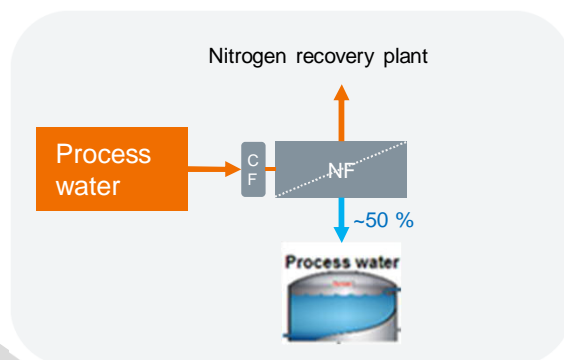 Nitrogen recovery plant
Process
water
C
F
NF
~50 %
Process water